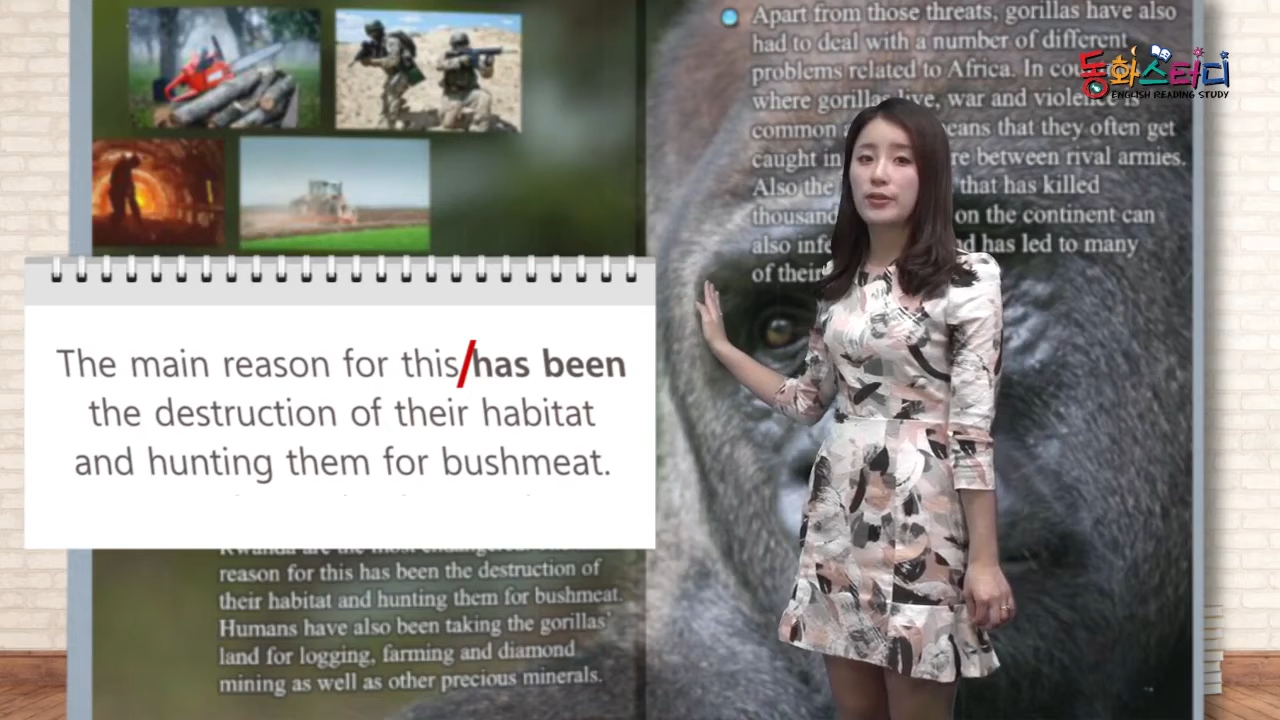 Apart from those threats, gorillas have also
had to deal with a number of different
problems related to Africa. In
where gorillas live, war and violence
common that they often get
caught in between rival armies.
Also the that has killed
on the continent can
also has led to many
of their
동화스터디
ENGLISH READING STUDY
The main reason for this/has been
the destruction of their habitat
and hunting them for bushmeat.
Rwanda are the most
reason for this has been the destruction of
their habitat and hunting them for bushmeat.
Humans have also been taking the gorillas'
land for logging, farming and diamond
mining as well as other precious minerals.